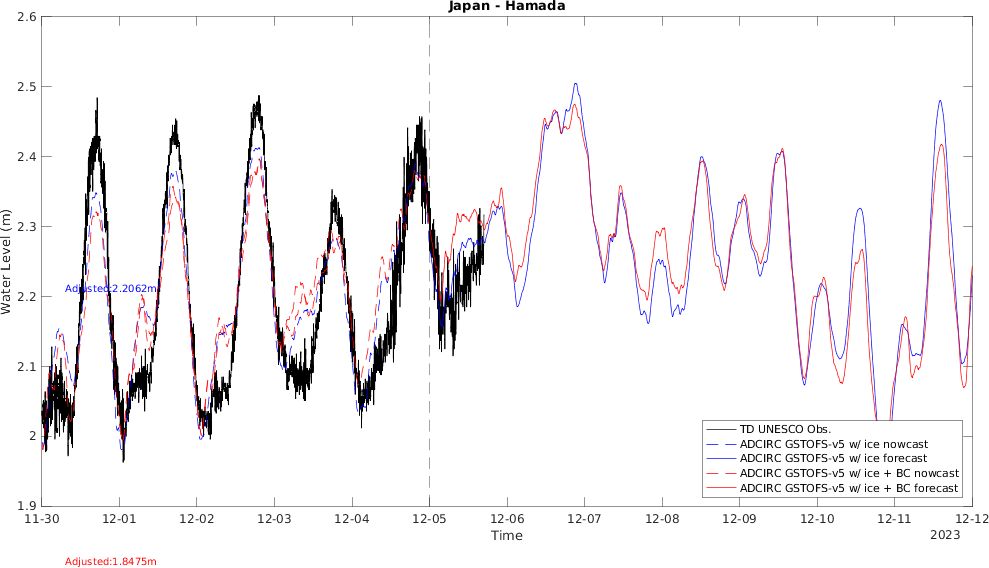 Japan - Hamada
2.6
2.5
2.4
2.3
2.2
2.1
2
1.9
Water Level (m)
Adjusted:2.2062m
TD UNESCO Obs.
ADCIRC GSTOFS-v5 w/ ice nowcast
ADCIRC GSTOFS-v5 w/ ice forecast
ADCIRC GSTOFS-v5 w/ ice + BC nowcast
ADCIRC GSTOFS-v5 w/ ice + BC forecast
11-30 12-01 12-02 12-03 12-04 12-05 12-06 12-07 12-08 12-09 12-10 12-11 12-12
Time
2023
Adjusted:1.8475m